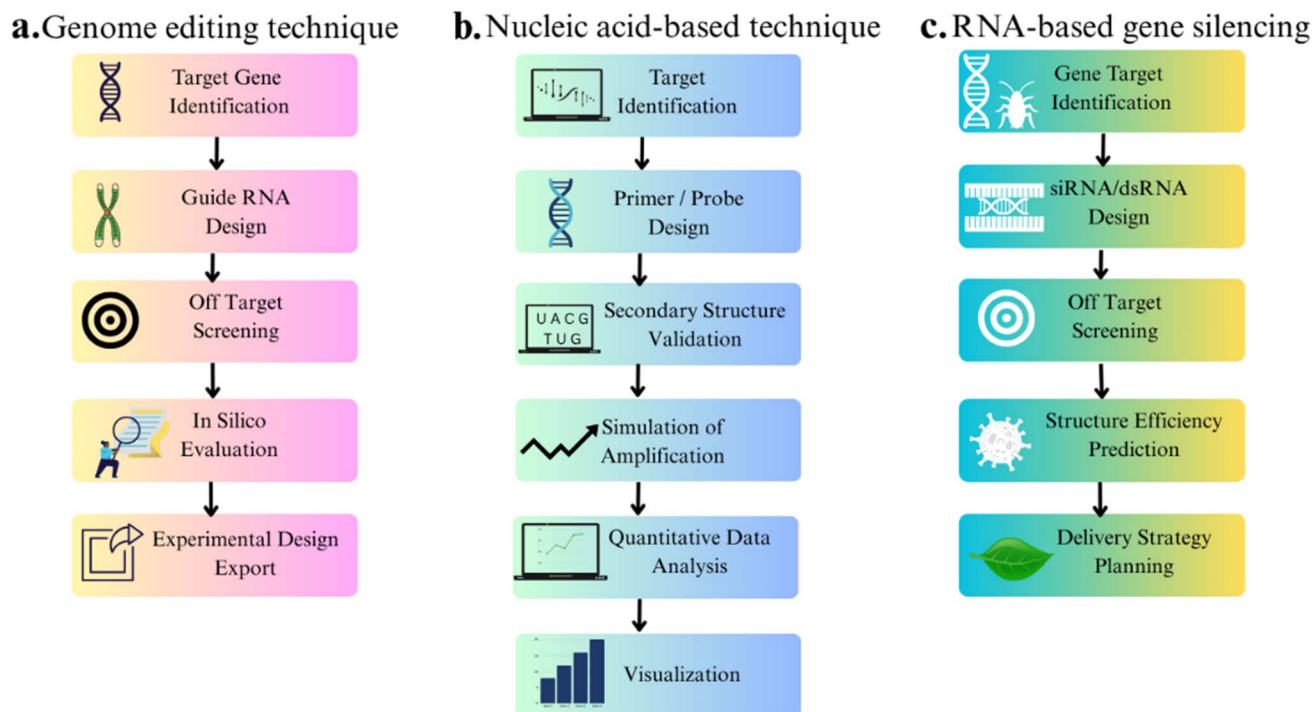 a. Genome editing technique
Target Gene
Identification
Guide RNA
Design
Off Target
Screening
In Silico
Evaluation
Experimental Design
Export
b. Nucleic acid-based technique
Target
Identification
Primer / Probe
Design
UACG
TUG
Secondary Structure
Validation
Simulation of
Amplification
Quantitative Data
Analysis
Visualization
c. RNA-based gene silencing
Gene Target
Identification
siRNA/dsRNA
Design
Off Target
Screening
Structure Efficiency
Prediction
Delivery Strategy
Planning